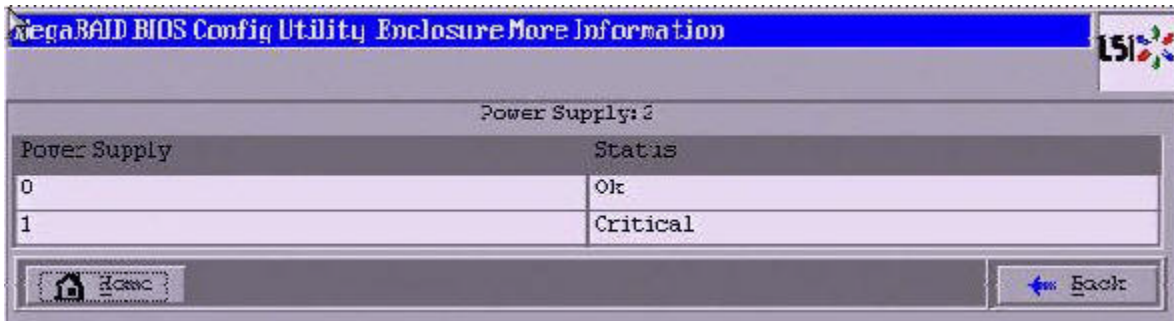 MegaRAID BIOS Config Utility Enclosure More Information
LSI
Power Supply: 2
Power Supply Status
0 Ok
1 Critical
Home Back